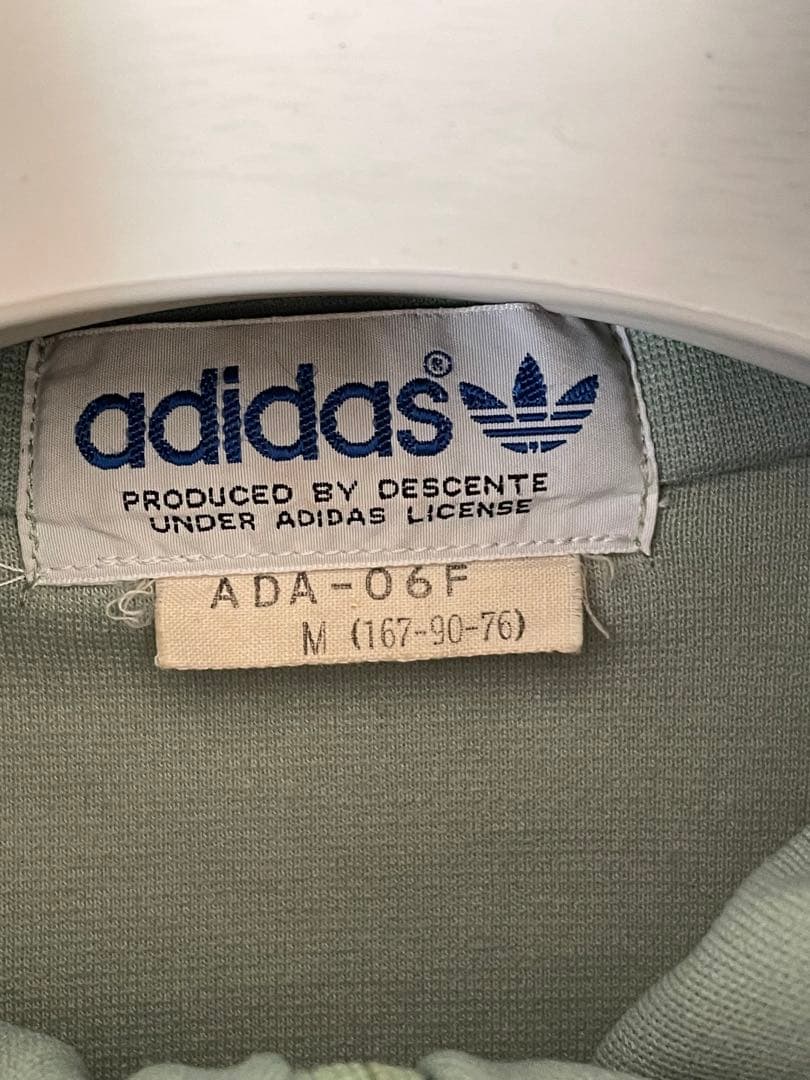 adidas®
PRODUCED BY DESCENTE
UNDER ADIDAS LICENSE
ADA-06F
M (167-90-76)